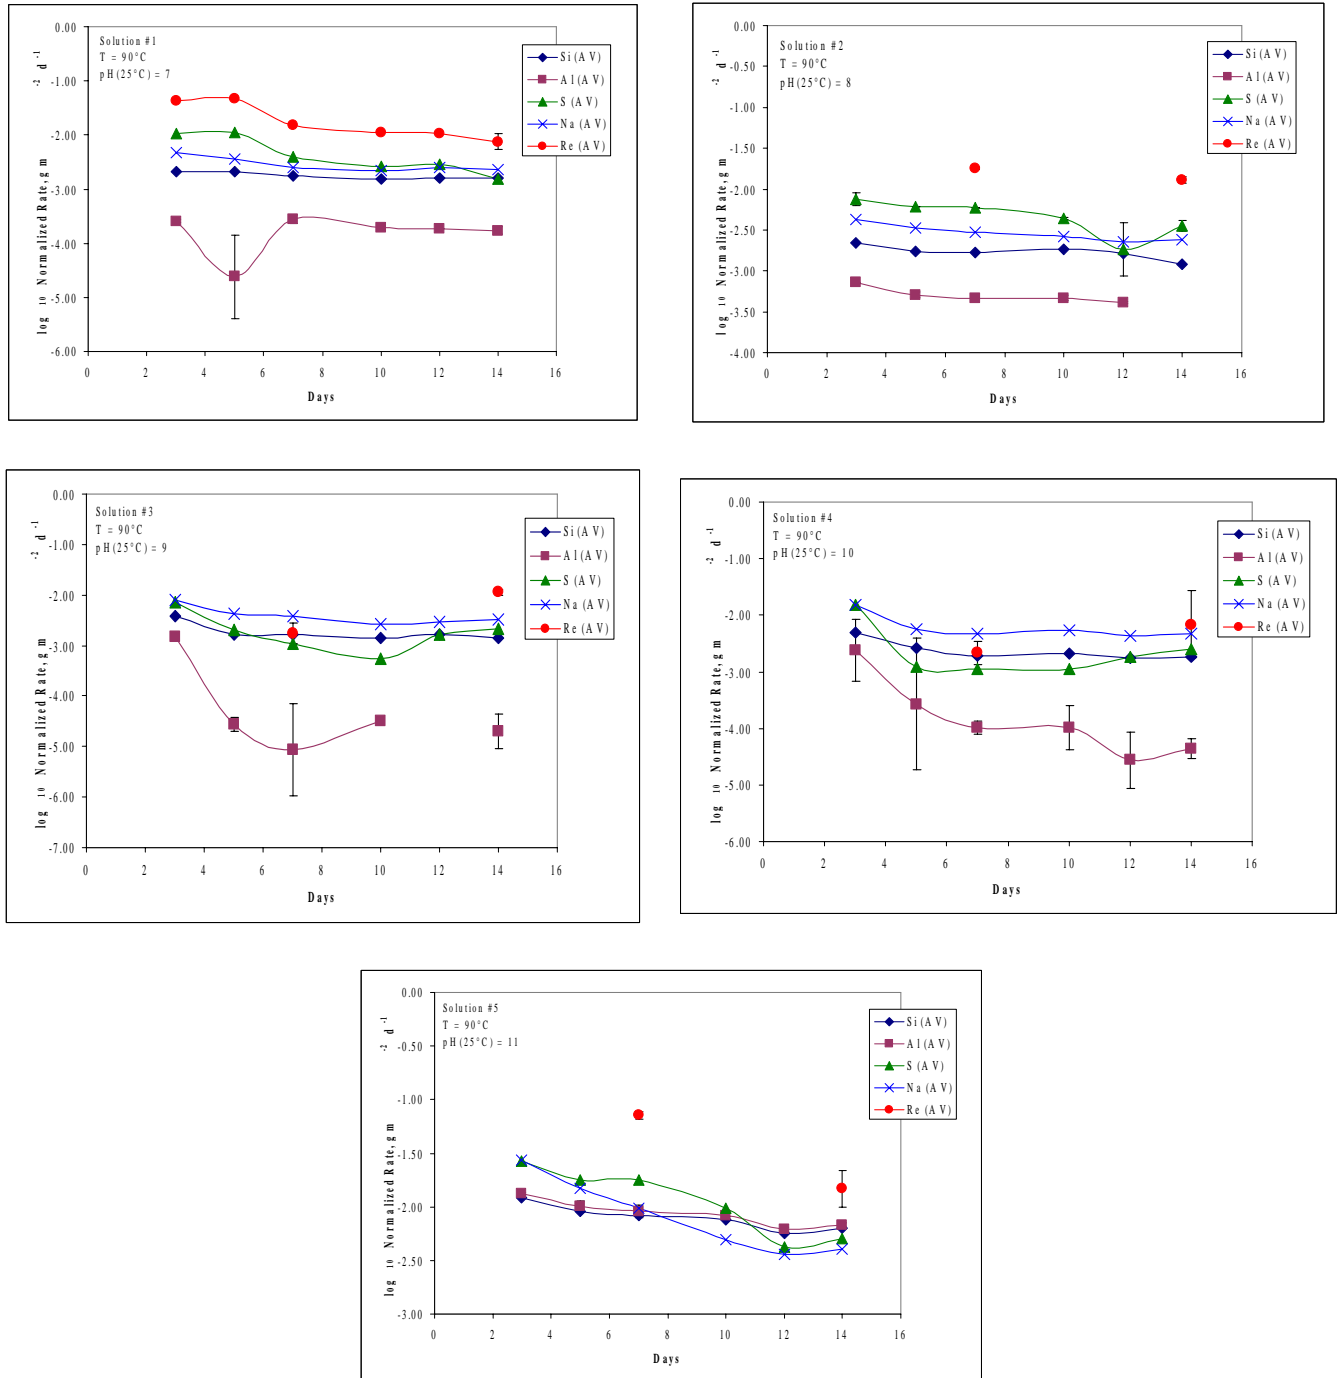 Solution #1
T = 90°C
pH(25°C) = 7
log 10 Normalized Rate, g m -2 d -1
0.00
-1.00
-2.00
-3.00
-4.00
-5.00
-6.00
0 2 4 6 8 10 12 14 16
Days
Si(AV)
Al(AV)
S(AV)
Na(AV)
Re(AV)
Solution #2
T = 90°C
pH(25°C) = 8
log 10 Normalized Rate, g m -2 d -1
0.00
-0.50
-1.00
-1.50
-2.00
-2.50
-3.00
-3.50
-4.00
0 2 4 6 8 10 12 14 16
Days
Si(AV)
Al(AV)
S(AV)
Na(AV)
Re(AV)
Solution #3
T = 90°C
pH(25°C) = 9
log 10 Normalized Rate, g m -2 d -1
0.00
-1.00
-2.00
-3.00
-4.00
-5.00
-6.00
-7.00
0 2 4 6 8 10 12 14 16
Days
Si(AV)
Al(AV)
S(AV)
Na(AV)
Re(AV)
Solution #4
T = 90°C
pH(25°C) = 10
log 10 Normalized Rate, g m -2 d -1
0.00
-1.00
-2.00
-3.00
-4.00
-5.00
-6.00
0 2 4 6 8 10 12 14 16
Days
Si(AV)
Al(AV)
S(AV)
Na(AV)
Re(AV)
Solution #5
T = 90°C
pH(25°C) = 11
log 10 Normalized Rate, g m -2 d -1
0.00
-0.50
-1.00
-1.50
-2.00
-2.50
-3.00
0 2 4 6 8 10 12 14 16
Days
Si(AV)
Al(AV)
S(AV)
Na(AV)
Re(AV)